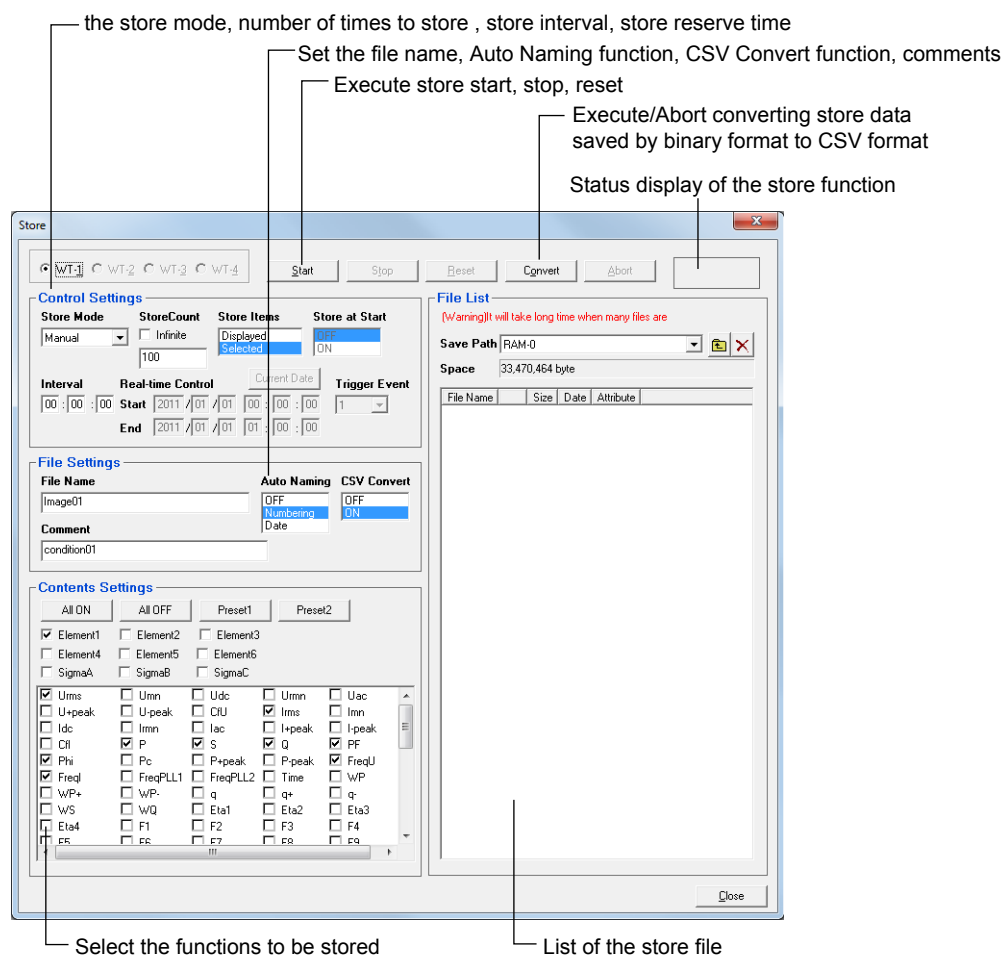 the store mode, number of times to store , store interval, store reserve time
Set the file name, Auto Naming function, CSV Convert function, comments
Execute store start, stop, reset
Execute/Abort converting store data
saved by binary format to CSV format
Status display of the store function
Store
WT-1 WT-2 WT-3 WT-4 Start Stop Reset Convert Abort
Control Settings
Store Mode StoreCount Store Items Store at Start
Manual Infinite Displayed OFF
100 Selected ON
Interval Real-time Control Current Date Trigger Event
00 : 00 : 00 Start 2011 / 01 / 01 00 : 00 : 00 1
End 2011 / 01 / 01 01 : 00 : 00
File Settings
File Name Auto Naming CSV Convert
Image01 OFF OFF
Numbering ON
Comment Date
condition01
Contents Settings
All ON All OFF Preset1 Preset2
Element1 Element2 Element3
Element4 Element5 Element6
SigmaA SigmaB SigmaC
Urms Umn Udc Urmn Uac
U+peak U-peak CfU Irms Imn
Idc Irmn Iac I+peak I-peak
CfI P S Q PF
Phi Pc P+peak P-peak FreqU
FreqI FreqPLL1 FreqPLL2 Time WP
WP+ WP- q q+ q-
WS WQ Eta1 Eta2 Eta3
Eta4 F1 F2 F3 F4
F5 F6 F7 F8 F9
File List
(Warning)It will take long time when many files are
Save Path RAM-0
Space 33,470,464 byte
File Name Size Date Attribute
Close
Select the functions to be stored
List of the store file